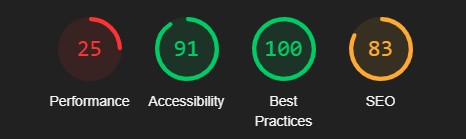 25 91 100 83
Performance Accessibility Best SEO
Practices